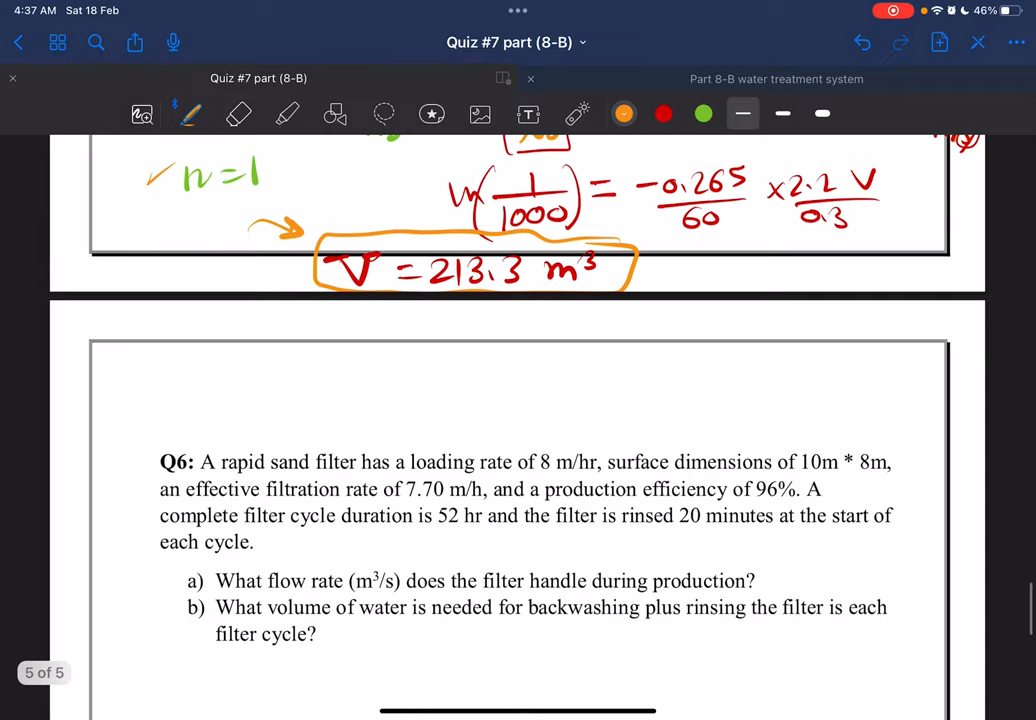 4:37 AM Sat 18 Feb
46%
Quiz #7 part (8-B)
Quiz #7 part (8-B)
Part 8-B water treatment system
n=1
ln(1/1000) = -0.265/60 × 2.2 V/0.3
V = 213.3 m³
Q6: A rapid sand filter has a loading rate of 8 m/hr, surface dimensions of 10m * 8m,
an effective filtration rate of 7.70 m/h, and a production efficiency of 96%. A
complete filter cycle duration is 52 hr and the filter is rinsed 20 minutes at the start of
each cycle.
a) What flow rate (m³/s) does the filter handle during production?
b) What volume of water is needed for backwashing plus rinsing the filter is each
filter cycle?
5 of 5